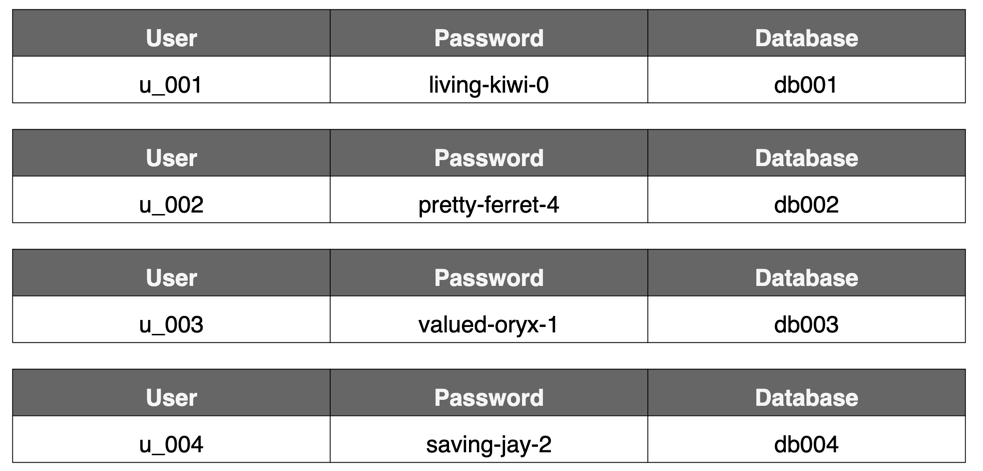 User Password Database
u_001 living-kiwi-0 db001
User Password Database
u_002 pretty-ferret-4 db002
User Password Database
u_003 valued-oryx-1 db003
User Password Database
u_004 saving-jay-2 db004